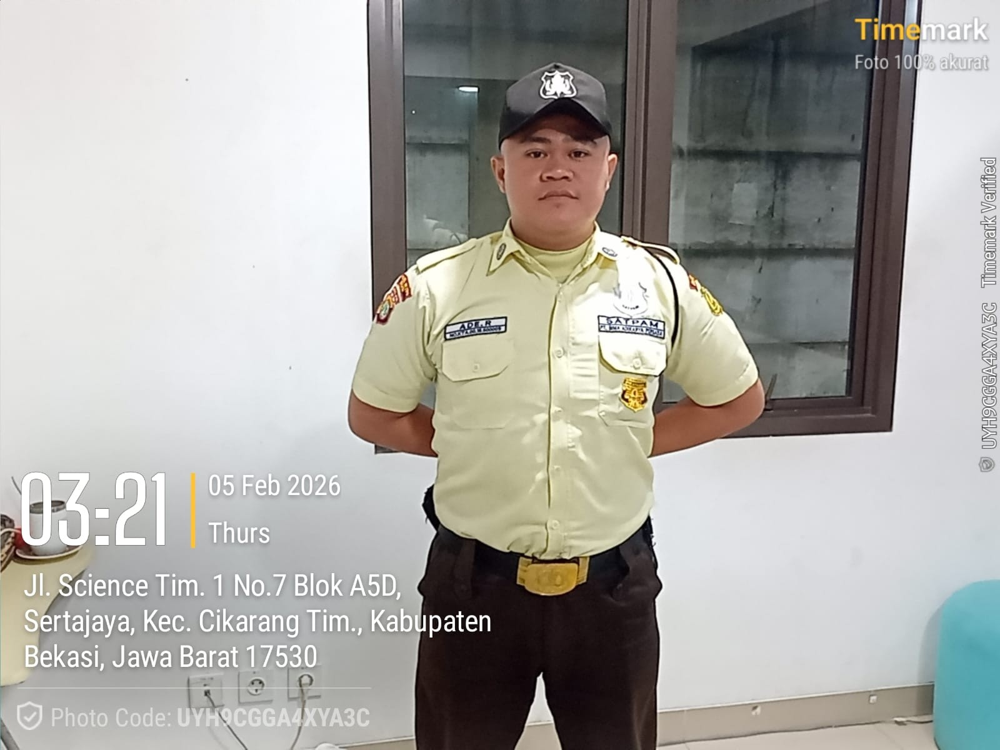 Timemark
Foto 100% akurat
ADE.R
SATPAM
03:21
05 Feb 2026
Thurs
Jl. Science Tim. 1 No.7 Blok A5D,
Sertajaya, Kec. Cikarang Tim., Kabupaten
Bekasi, Jawa Barat 17530
Photo Code: UYH9CGGA4XYA3C
UYH9CGGA4XYA3C Timemark Verified